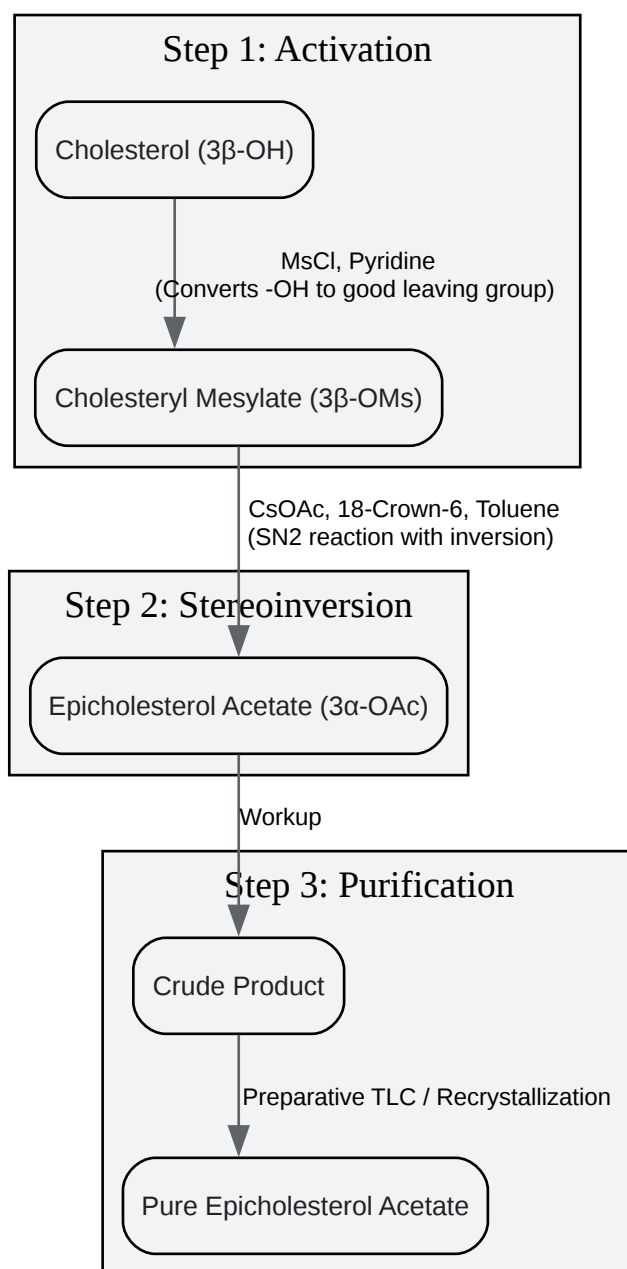 Step 1: Activation
Cholesterol (3β-OH)
MsCl, Pyridine
(Converts -OH to good leaving group)
Cholesteryl Mesylate (3β-OMs)
CsOAc, 18-Crown-6, Toluene
(SN2 reaction with inversion)
Step 2: Stereoinversion
Epicholesterol Acetate (3α-OAc)
Workup
Step 3: Purification
Crude Product
Preparative TLC / Recrystallization
Pure Epicholesterol Acetate